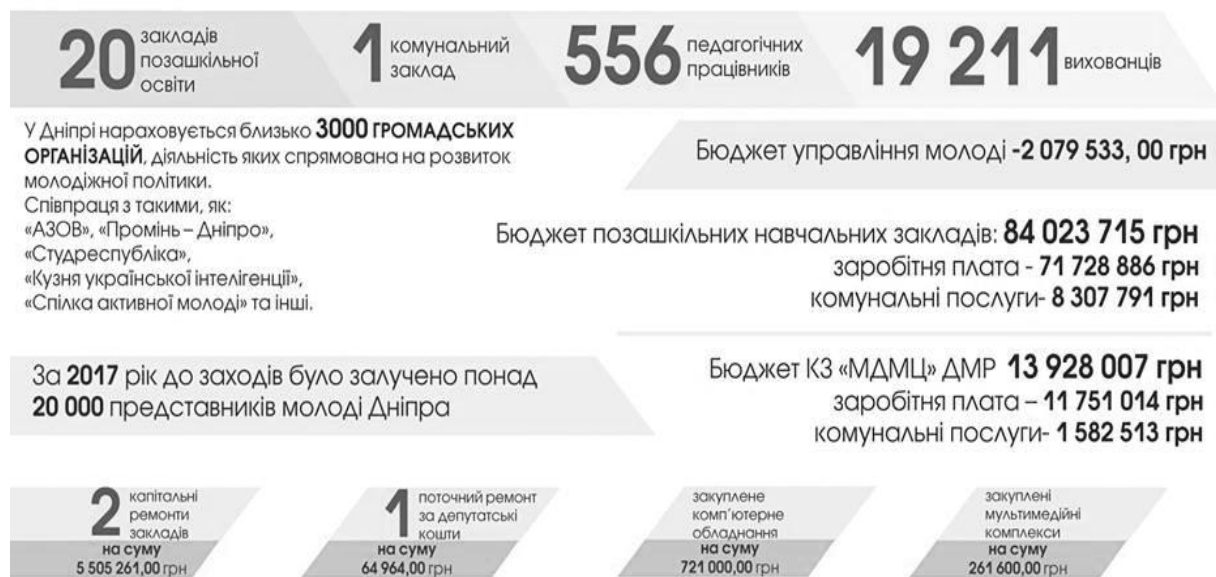 20 закладів
позашкільної
освіти
1 комунальний
заклад
556 педагогічних
працівників
19 211 вихованців
У Дніпрі нараховується близько 3000 ГРОМАДСЬКИХ
ОРГАНІЗАЦІЙ, діяльність яких спрямована на розвиток
молодіжної політики.
Співпраця з такими, як:
«АЗОВ», «Промінь – Дніпро»,
«Студреспубліка»,
«Кузня української інтелігенції»,
«Спілка активної молоді» та інші.
Бюджет управління молоді -2 079 533, 00 грн
Бюджет позашкільних навчальних закладів: 84 023 715 грн
заробітня плата - 71 728 886 грн
комунальні послуги- 8 307 791 грн
За 2017 рік до заходів було залучено понад
20 000 представників молоді Дніпра
Бюджет КЗ «МДМЦ» ДМР 13 928 007 грн
заробітня плата – 11 751 014 грн
комунальні послуги- 1 582 513 грн
2 капітальні
ремонти
закладів
на суму
5 505 261,00 грн
1 поточний ремонт
за депутатські
кошти
на суму
64 964,00 грн
закуплене
комп'ютерне
обладнання
на суму
721 000,00 грн
закуплені
мультимедійні
комплекси
на суму
261 600,00 грн